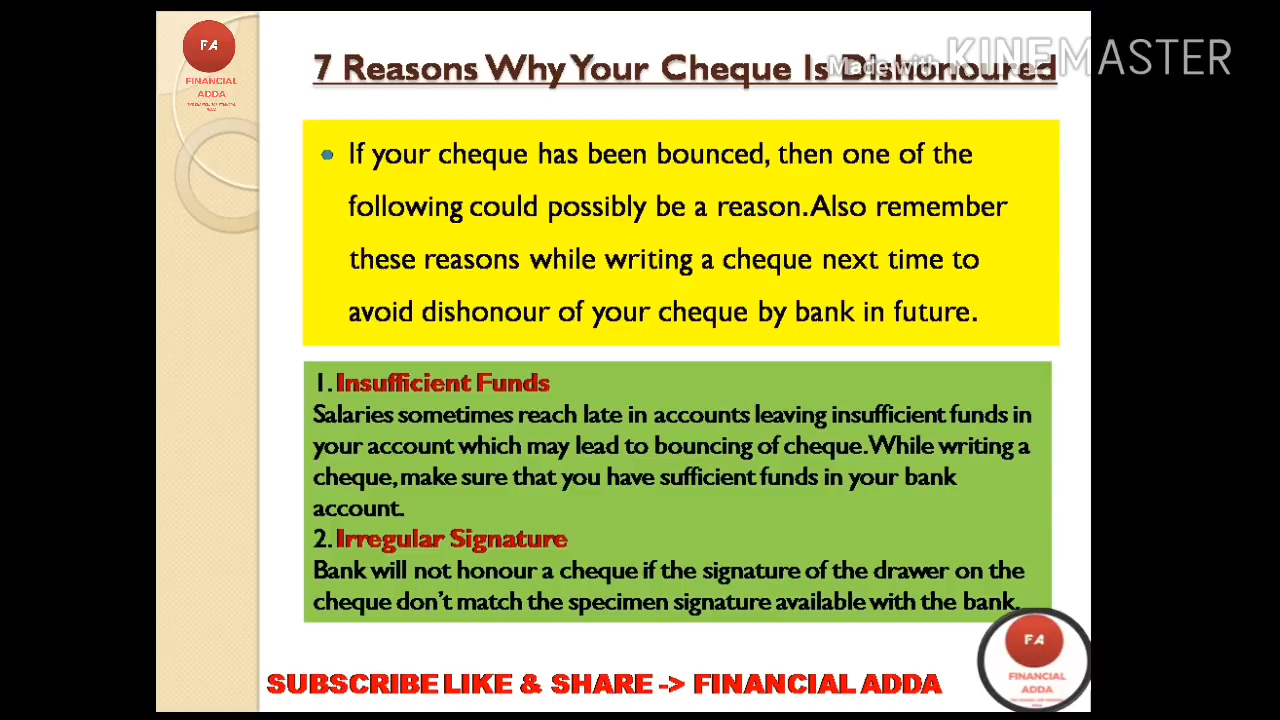 FA
FINANCIAL
ADDA
7 Reasons Why Your Cheque Is Dishonoured
Made with KINEMASTER
If your cheque has been bounced, then one of the
following could possibly be a reason. Also remember
these reasons while writing a cheque next time to
avoid dishonour of your cheque by bank in future.
1. Insufficient Funds
Salaries sometimes reach late in accounts leaving insufficient funds in
your account which may lead to bouncing of cheque. While writing a
cheque, make sure that you have sufficient funds in your bank
account.
2. Irregular Signature
Bank will not honour a cheque if the signature of the drawer on the
cheque don't match the specimen signature available with the bank.
FA
FINANCIAL
ADDA
SUBSCRIBE LIKE & SHARE -> FINANCIAL ADDA